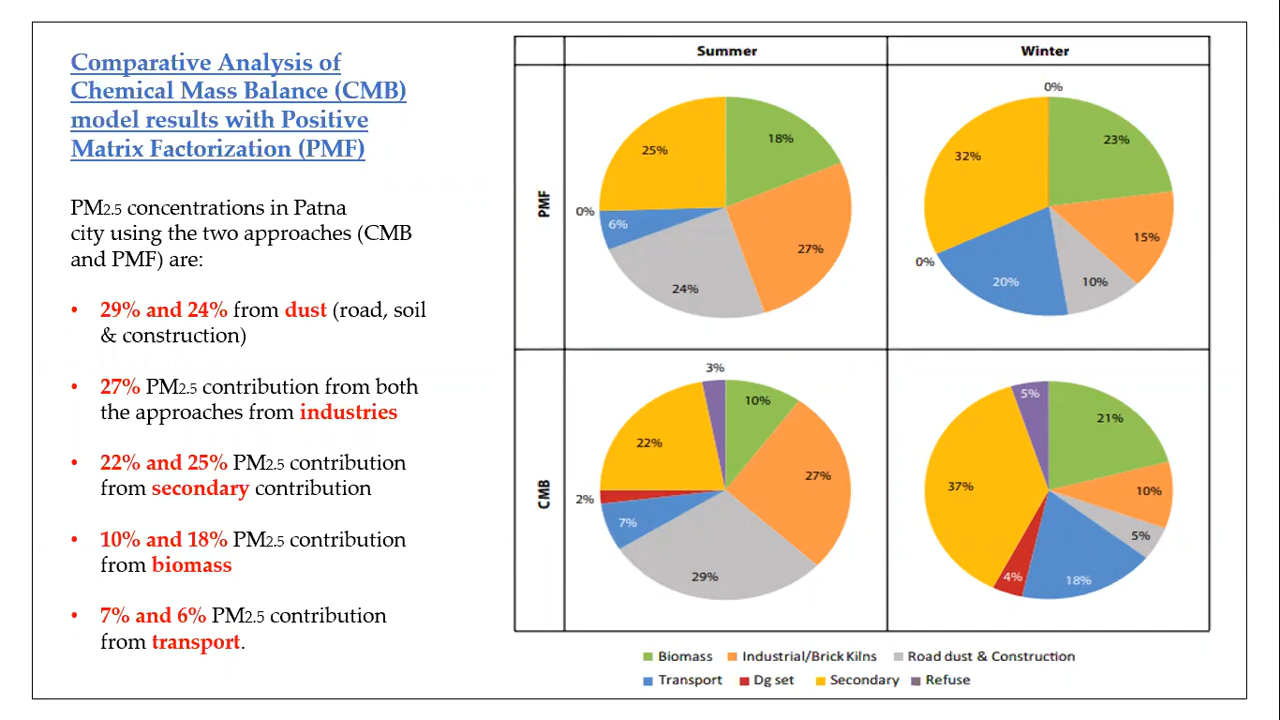 Comparative Analysis of
Chemical Mass Balance (CMB)
model results with Positive
Matrix Factorization (PMF)
PM2.5 concentrations in Patna
city using the two approaches (CMB
and PMF) are:
• 29% and 24% from dust (road, soil
& construction)
• 27% PM2.5 contribution from both
the approaches from industries
• 22% and 25% PM2.5 contribution
from secondary contribution
• 10% and 18% PM2.5 contribution
from biomass
• 7% and 6% PM2.5 contribution
from transport.
Summer
Winter
PMF
18%
27%
24%
6%
0%
25%
0%
23%
15%
10%
20%
0%
32%
CMB
3%
10%
27%
29%
7%
2%
22%
5%
21%
10%
5%
18%
4%
37%
Biomass Industrial/Brick Kilns Road dust & Construction
Transport Dg set Secondary Refuse